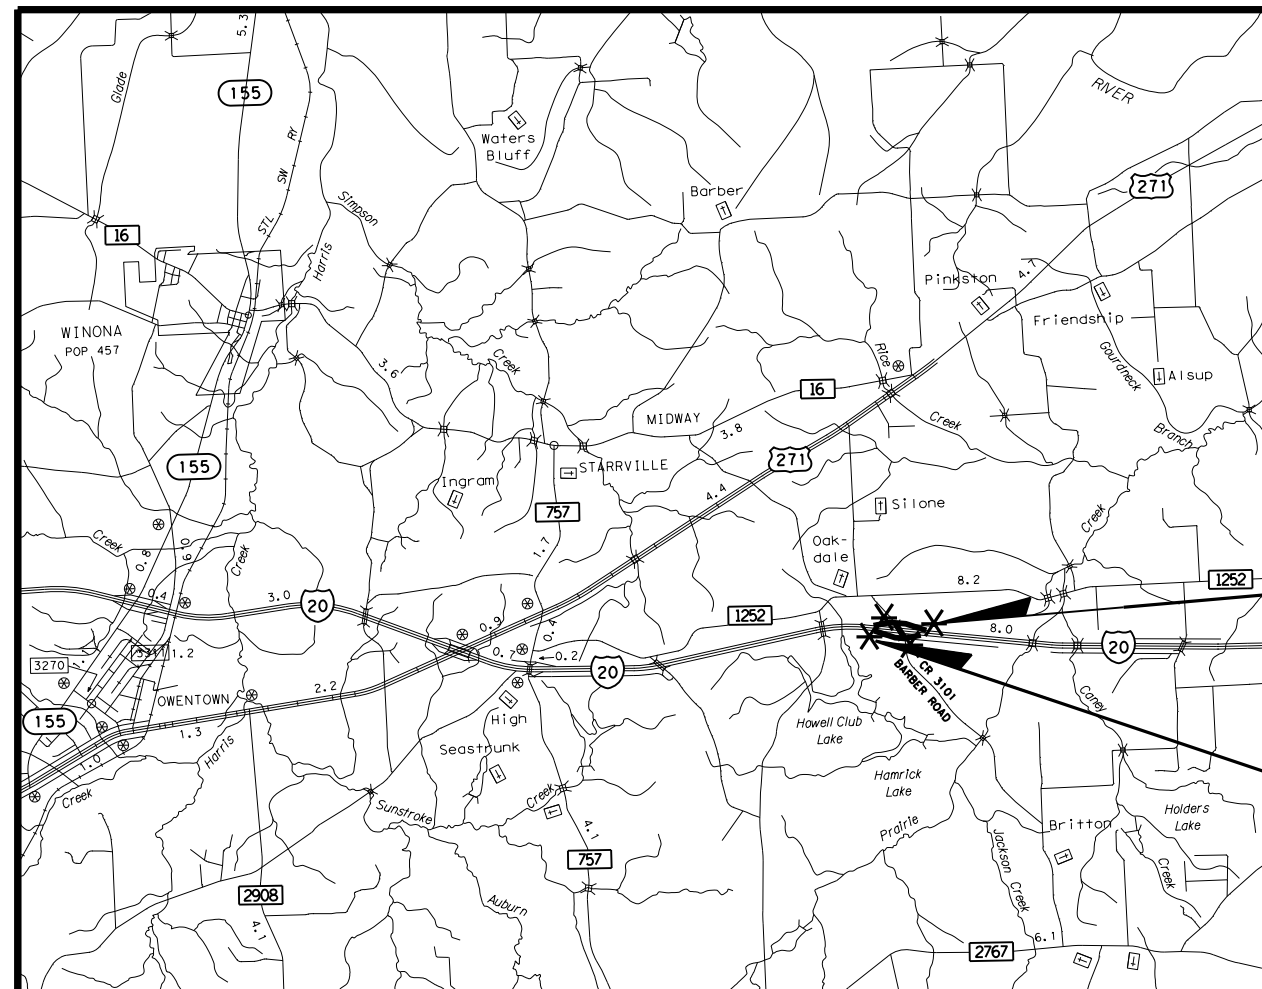 5.3
Glade
155
RY
SW
STL
Waters
Bluff
RIVER
Barber
271
Simpson
16
Harris
4.7
Pinkston
Friendship
WINONA
POP 457
Creek
3.6
Rice
Gourdneck
Alsup
16
MIDWAY
Creek
3.8
Branch
155
STARRVILLE
271
Ingram
4.4
757
Silone
Creek
Creek
0.8
Creek
1.7
Oak-
dale
8.2
1252
0.4
3.0
20
0.9
0.4
1252
8.0
20
3270
1.2
0.7
0.2
20
CR 3101
BARBER ROAD
OWENTOWN
2.2
Caney
155
1.3
High
Howell Club
Lake
Harris
Seastrunk
1.0
Creek
Hamrick
Lake
Creek
Sunstroke
Holders
Lake
4.1
Prairie
Britton
757
Jackson Creek
Creek
2908
Auburn
4.1
6.1
2767